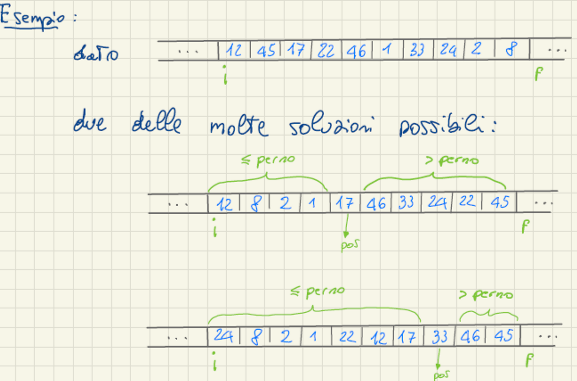 Esempio:
dato ... 12 45 17 22 46 1 33 24 2 8 ...
i f
due delle molte soluzioni possibili:
≤ perno > perno
... 12 8 2 1 17 46 33 24 22 45 ...
i pos f
≤ perno > perno
... 24 8 2 1 22 12 17 33 46 45 ...
i pos f